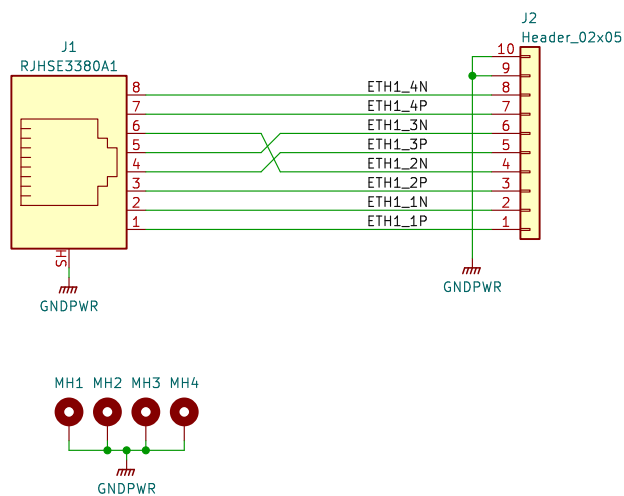 J1
RJHSE3380A1
J2
Header_02x05
8 ETH1_4N 8
7 ETH1_4P 7
6 ETH1_3N 6
5 ETH1_3P 5
4 ETH1_2N 4
3 ETH1_2P 3
2 ETH1_1N 2
1 ETH1_1P 1
10
9
SH
GNDPWR
GNDPWR
MH1 MH2 MH3 MH4
GNDPWR